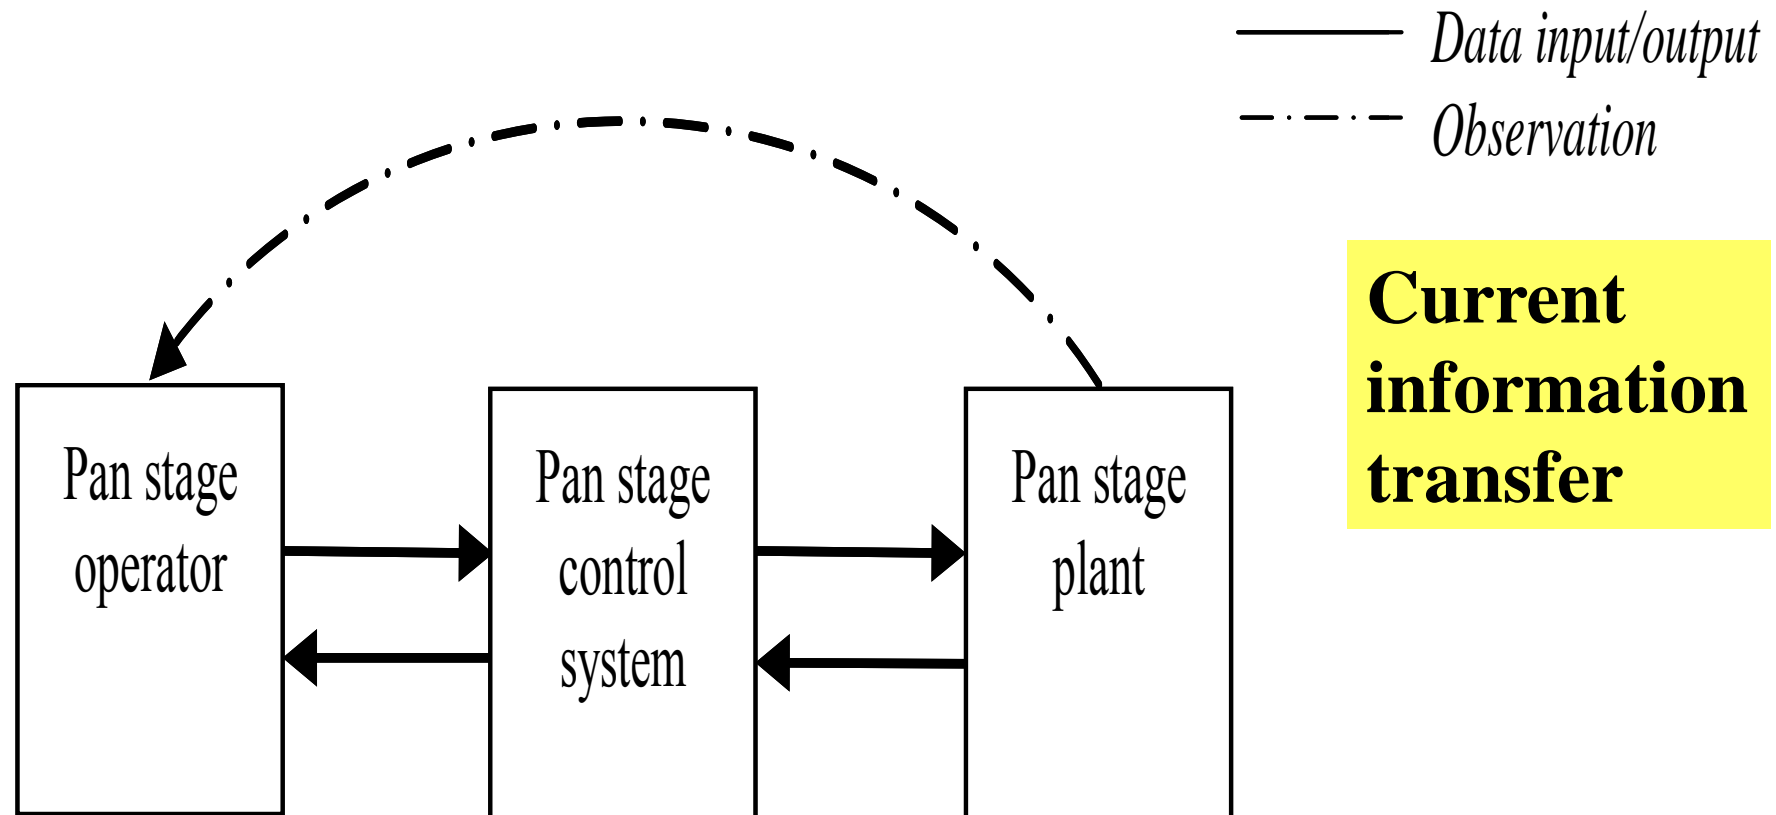 Data input/output
Observation
Current
information
transfer
Pan stage
operator
Pan stage
control
system
Pan stage
plant